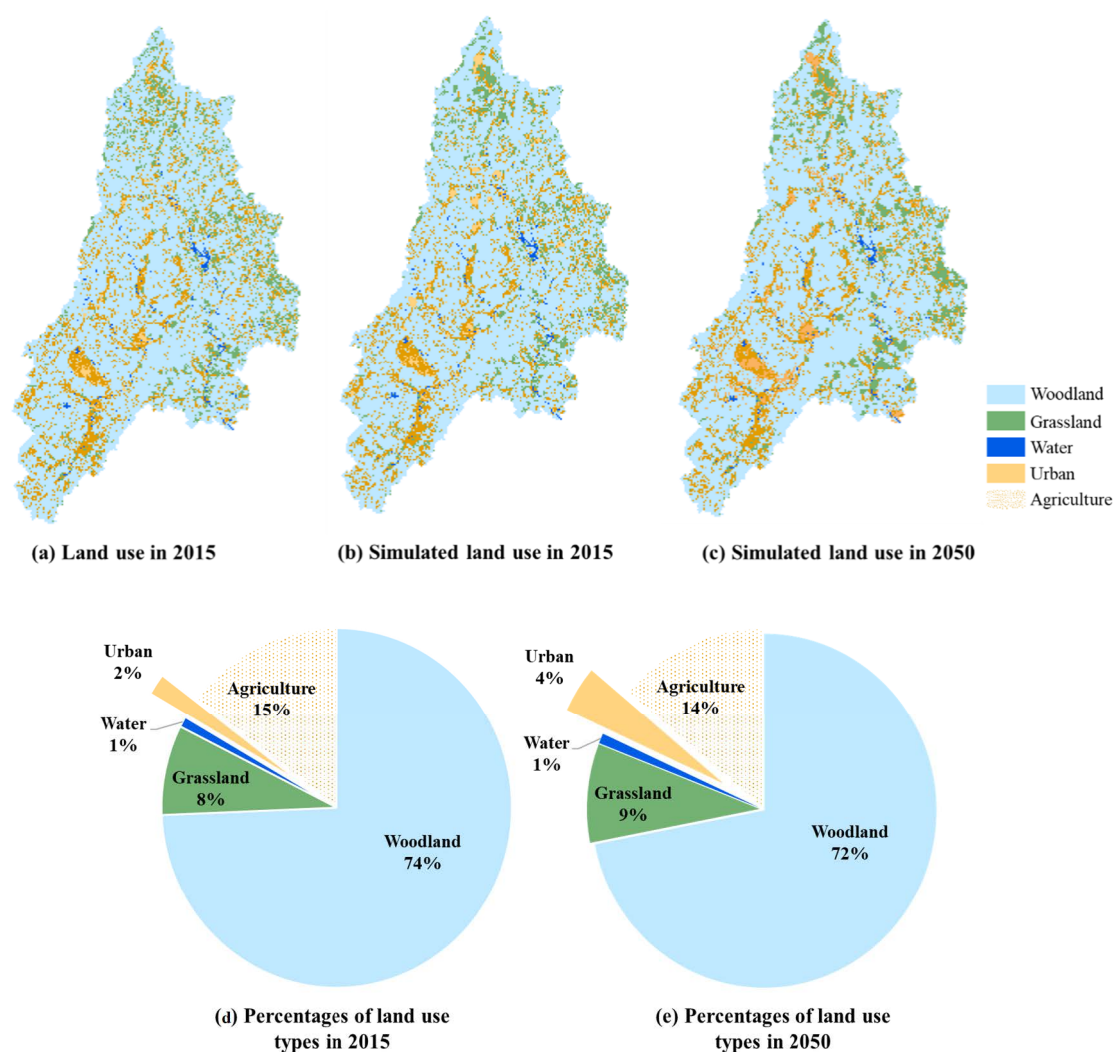 Woodland
Grassland
Water
Urban
Agriculture
(a) Land use in 2015
(b) Simulated land use in 2015
(c) Simulated land use in 2050
Urban
2%
Agriculture
15%
Water
1%
Grassland
8%
Woodland
74%
(d) Percentages of land use
types in 2015
Urban
4%
Agriculture
14%
Water
1%
Grassland
9%
Woodland
72%
(e) Percentages of land use
types in 2050